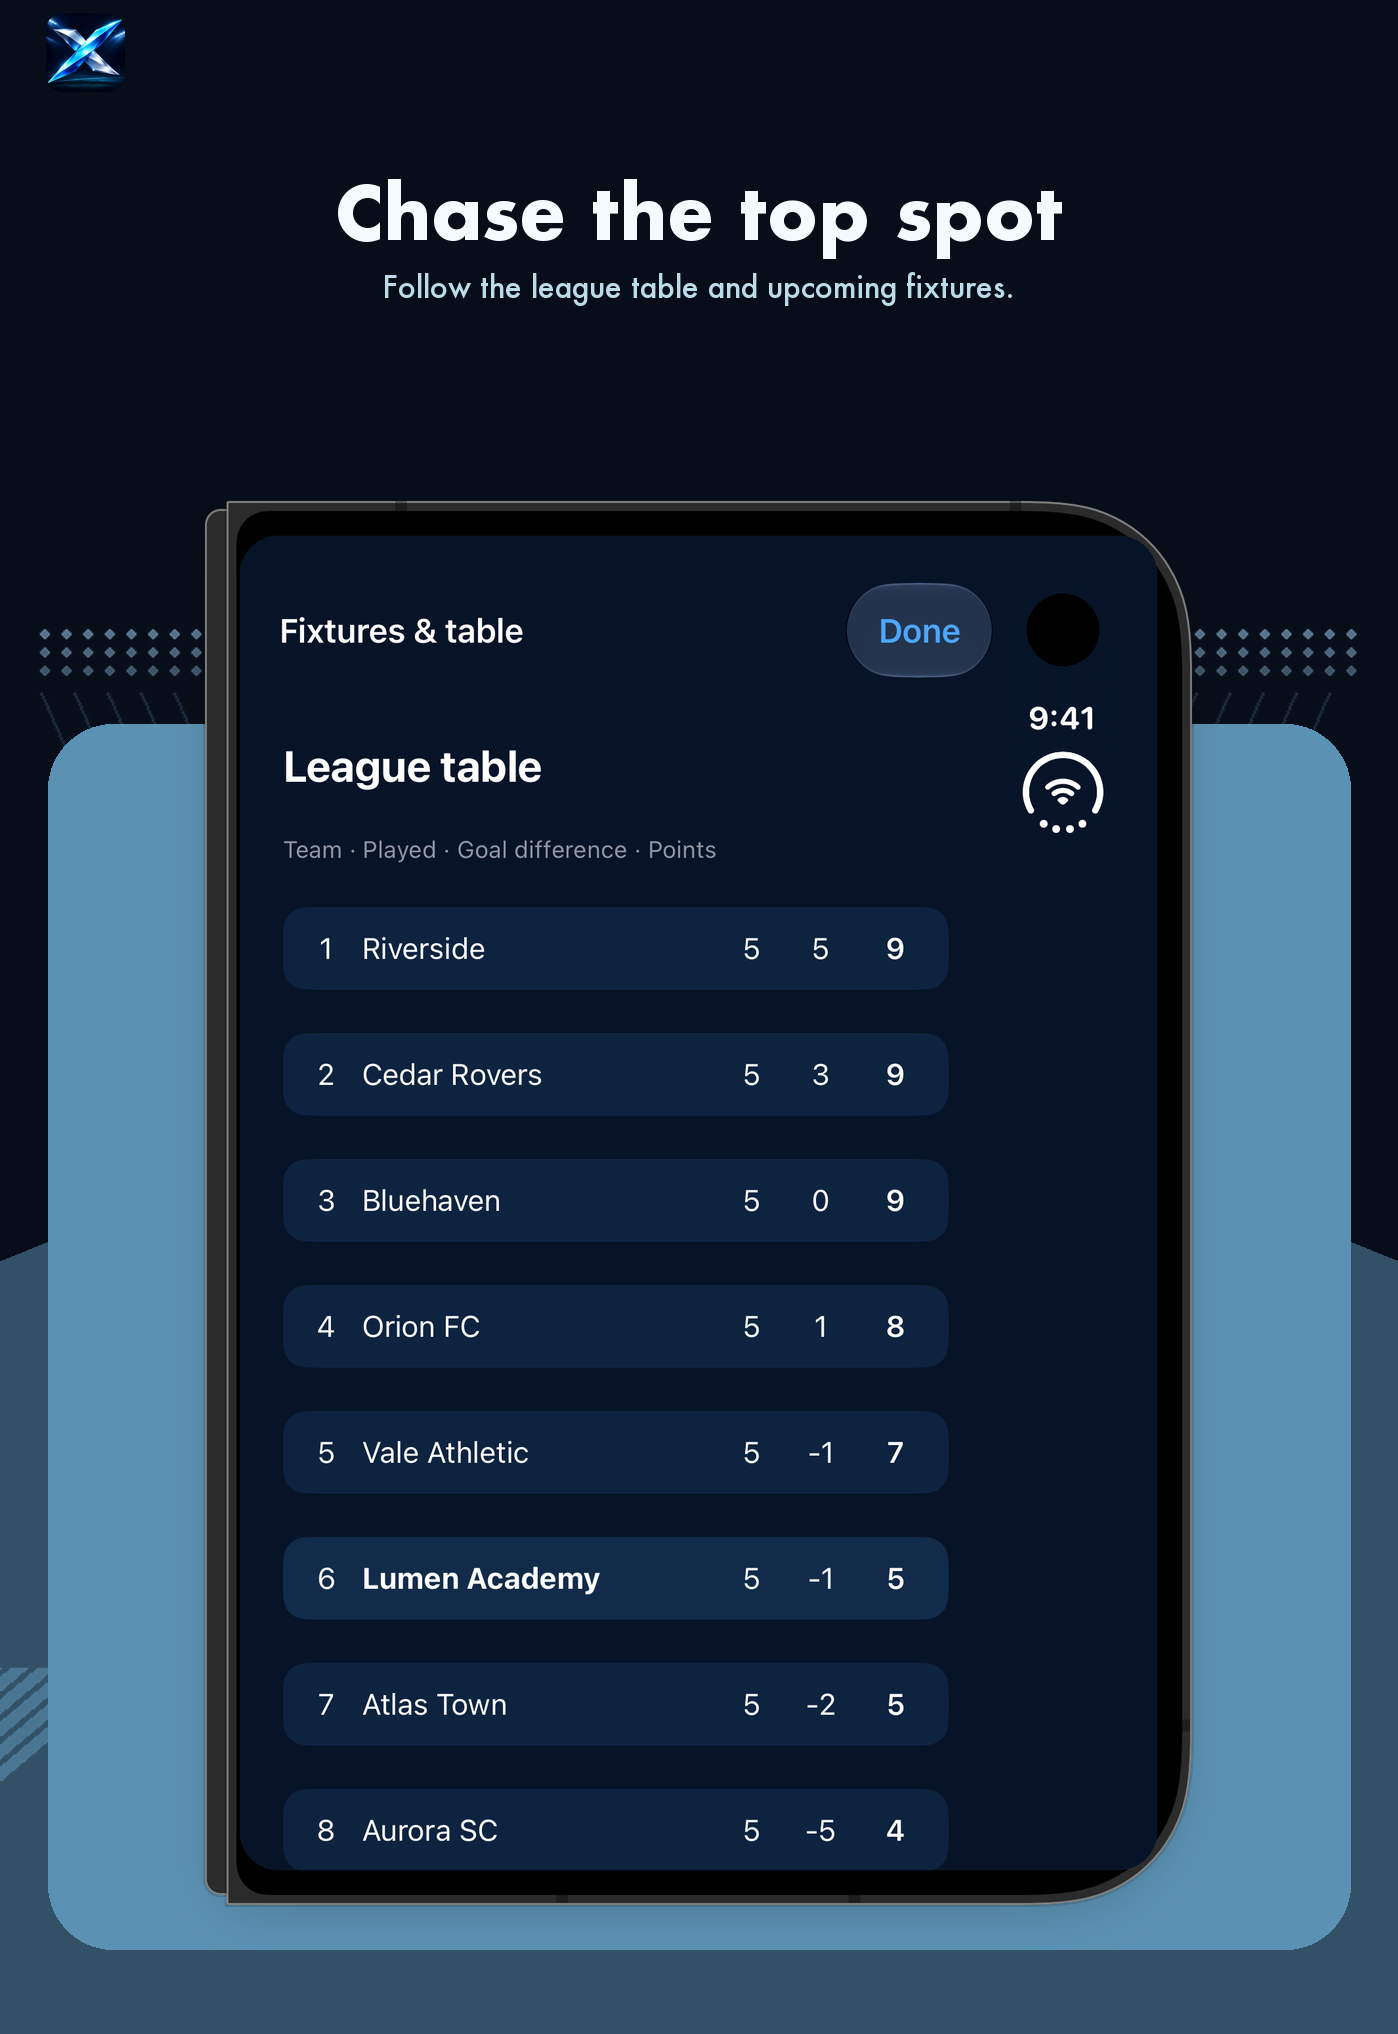 Chase the top spot
Follow the league table and upcoming fixtures.
Fixtures & table
Done
9:41
League table
Team · Played · Goal difference · Points
1 Riverside 5 5 9
2 Cedar Rovers 5 3 9
3 Bluehaven 5 0 9
4 Orion FC 5 1 8
5 Vale Athletic 5 -1 7
6 Lumen Academy 5 -1 5
7 Atlas Town 5 -2 5
8 Aurora SC 5 -5 4